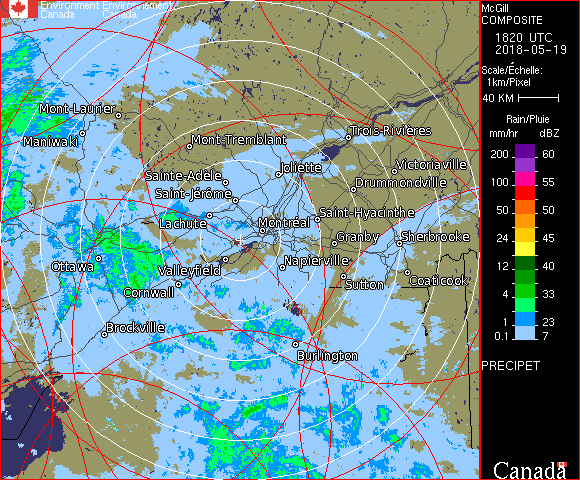 Environment Environnement
Canada Canada
McGill
COMPOSITE
1820 UTC
2018-05-19
Scale/Échelle:
1km/Pixel
40 KM
Rain/Pluie
mm/hr dBZ
200 60
100 55
50 50
90 50
24 45
12 40
4 33
1 23
0.1 7
PRECIPET
Canada
Mont-Laurier
Maniwaki
Mont-Tremblant
Trois-Rivières
Joliette
Victoriaville
Sainte-Adèle
Drummondville
Saint-Jérôme
Lachute
Saint-Hyacinthe
Montréal
Granby
Sherbrooke
Ottawa
Valleyfield
Napierville
Cornwall
Sutton
Coaticook
Brockville
Burlington